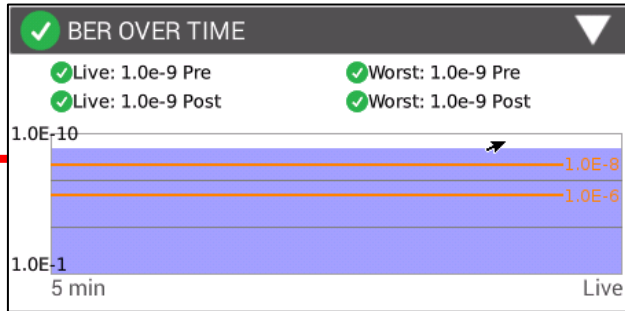 BER OVER TIME
Live: 1.0e-9 Pre Worst: 1.0e-9 Pre
Live: 1.0e-9 Post Worst: 1.0e-9 Post
1.0E-10
1.0E-8
1.0E-6
1.0E-1
5 min Live